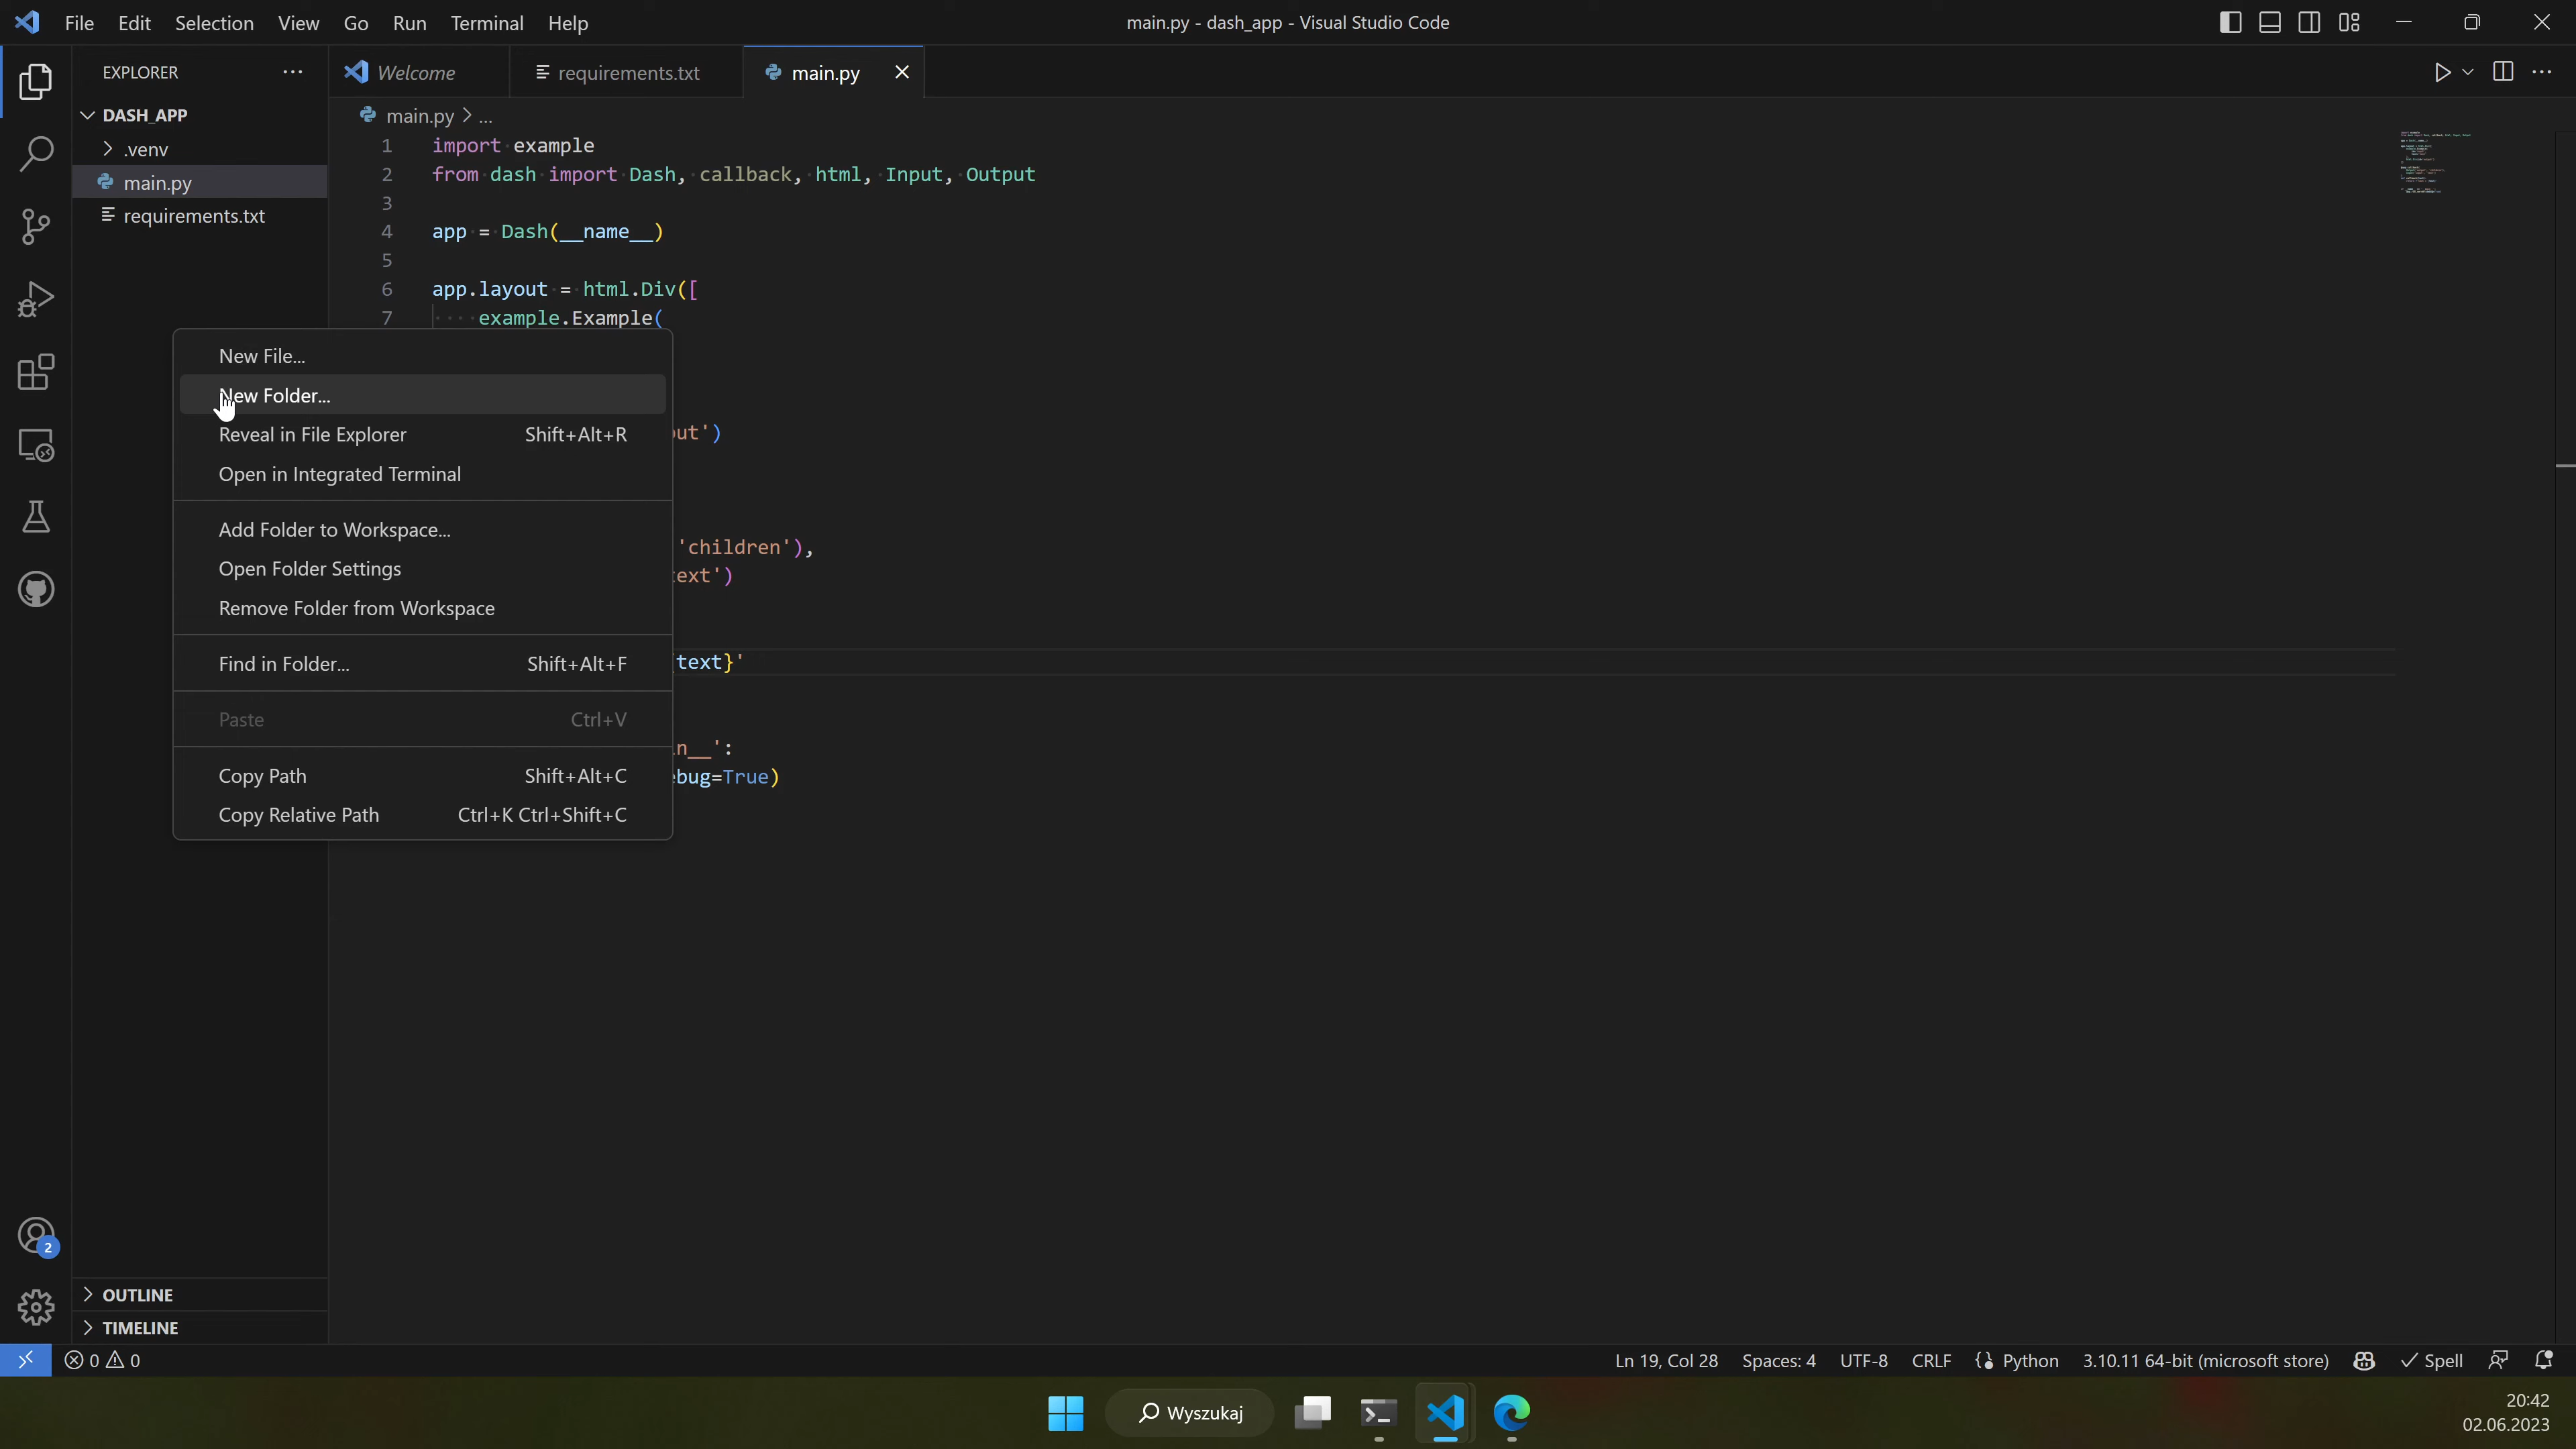 File Edit Selection View Go Run Terminal Help
main.py - dash_app - Visual Studio Code
EXPLORER
Welcome
requirements.txt
main.py
DASH_APP
.venv
main.py
requirements.txt
main.py > ...
1 import example
2 from dash import Dash, callback, html, Input, Output
3
4 app = Dash(__name__)
5
6 app.layout = html.Div([
7 example.Example(
ut')
'children'),
ext')
text}'
n__':
bug=True)
New File...
New Folder...
Reveal in File Explorer Shift+Alt+R
Open in Integrated Terminal
Add Folder to Workspace...
Open Folder Settings
Remove Folder from Workspace
Find in Folder... Shift+Alt+F
Paste Ctrl+V
Copy Path Shift+Alt+C
Copy Relative Path Ctrl+K Ctrl+Shift+C
2
OUTLINE
TIMELINE
0 0
Ln 19, Col 28 Spaces: 4 UTF-8 CRLF Python 3.10.11 64-bit (microsoft store) Spell
Wyszukaj
20:42
02.06.2023